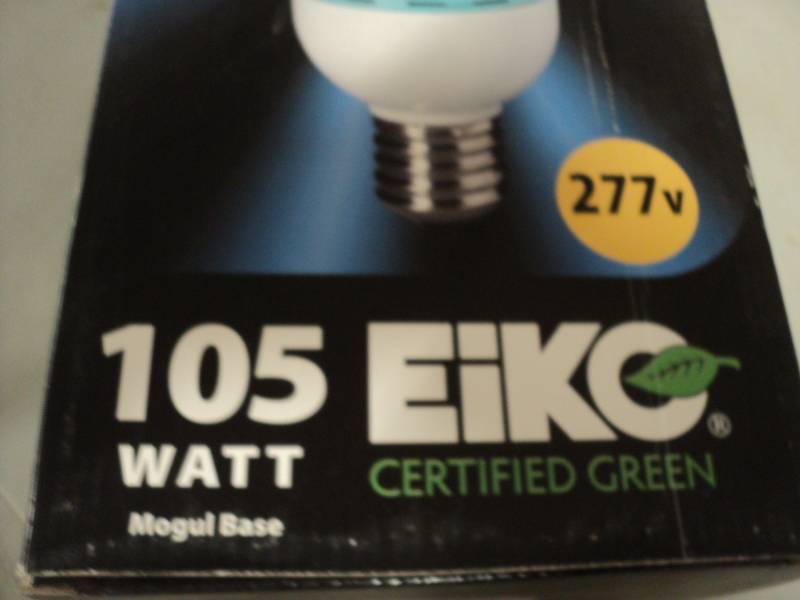 277v
105
WATT
Mogul Base
EiKO®
CERTIFIED GREEN